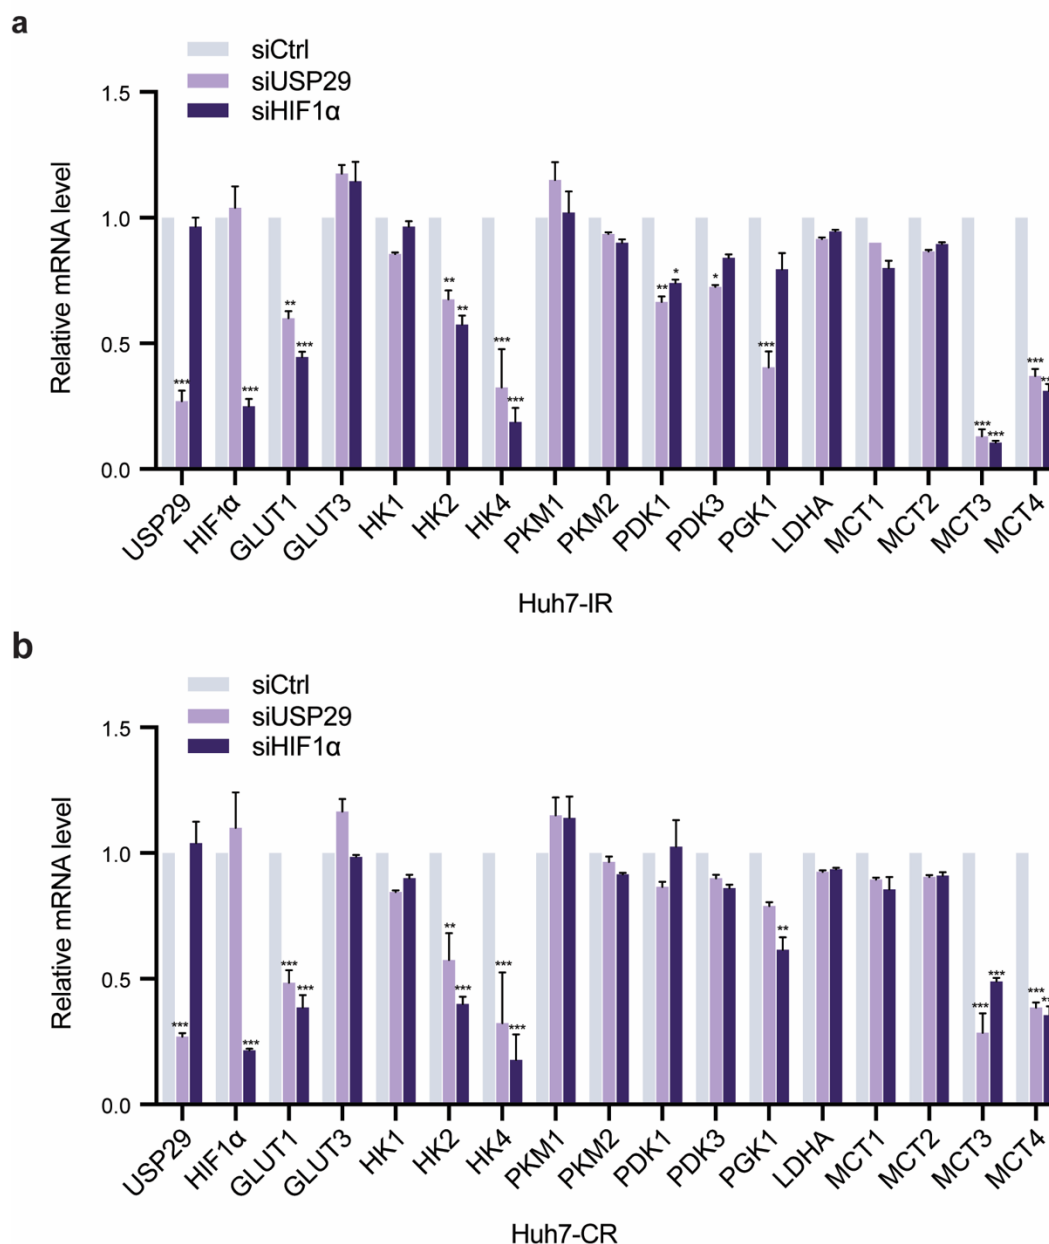 a
siCtrl
siUSP29
siHIF1α
Relative mRNA level
1.5
1.0
0.5
0.0
*** *** ** *** ** ** *** *** ** * * *** *** *** *** **
USP29 HIF1α GLUT1 GLUT3 HK1 HK2 HK4 PKM1 PKM2 PDK1 PDK3 PGK1 LDHA MCT1 MCT2 MCT3 MCT4
Huh7-IR
b
siCtrl
siUSP29
siHIF1α
Relative mRNA level
1.5
1.0
0.5
0.0
*** *** *** *** ** *** *** *** ** *** *** *** **
USP29 HIF1α GLUT1 GLUT3 HK1 HK2 HK4 PKM1 PKM2 PDK1 PDK3 PGK1 LDHA MCT1 MCT2 MCT3 MCT4
Huh7-CR